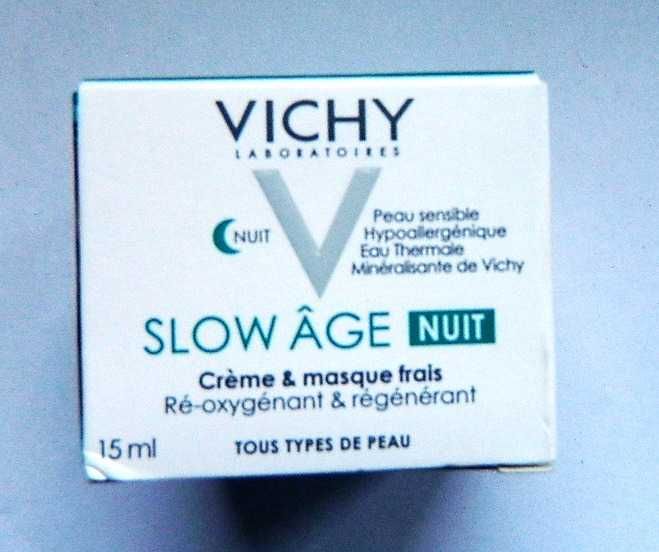 VICHY
LABORATOIRES
V
NUIT
Peau sensible
Hypoallergénique
Eau Thermale
Minéralisante de Vichy
SLOW ÂGE NUIT
Crème & masque frais
Ré-oxygénant & régénérant
15 ml
TOUS TYPES DE PEAU